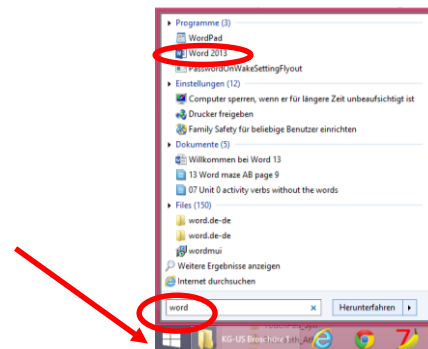 Programme (3)
WordPad
Word 2013
PasswordOnWakeSettingFlyout
Einstellungen (12)
Computer sperren, wenn er für längere Zeit unbeaufsichtigt ist
Drucker freigeben
Family Safety für beliebige Benutzer einrichten
Dokumente (5)
Willkommen bei Word 13
13 Word maze AB page 9
07 Unit 0 activity verbs without the words
Files (150)
word.de-de
word.de-de
wordmui
Weitere Ergebnisse anzeigen
Internet durchsuchen
word
Herunterfahren
KG-US Broschüre